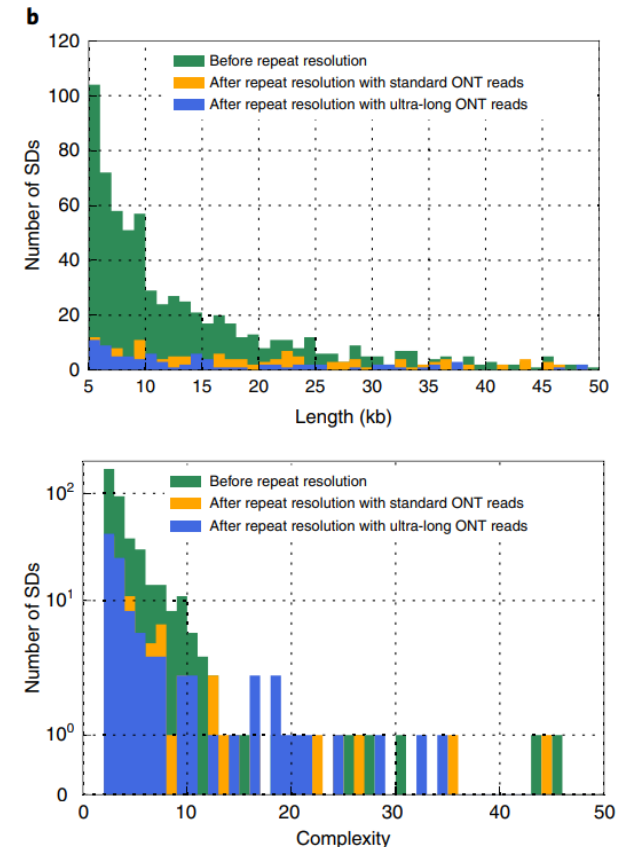 b
120
100
80
60
40
20
0
Number of SDs
Before repeat resolution
After repeat resolution with standard ONT reads
After repeat resolution with ultra-long ONT reads
5 10 15 20 25 30 35 40 45 50
Length (kb)
10²
10¹
10⁰
0
Number of SDs
Before repeat resolution
After repeat resolution with standard ONT reads
After repeat resolution with ultra-long ONT reads
0 10 20 30 40 50
Complexity